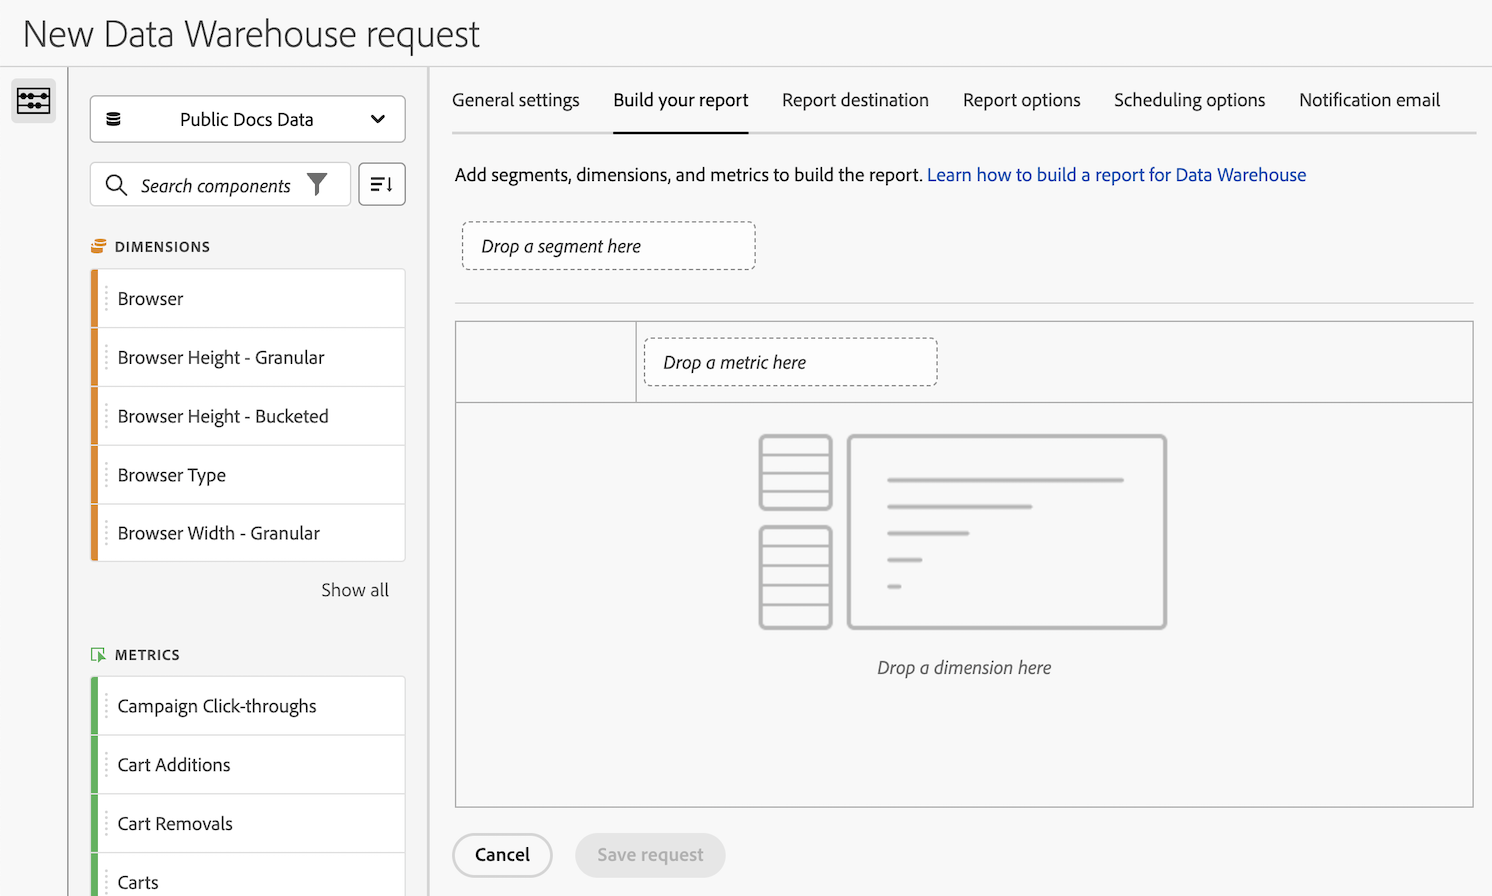 New Data Warehouse request
Public Docs Data
Search components
DIMENSIONS
Browser
Browser Height - Granular
Browser Height - Bucketed
Browser Type
Browser Width - Granular
Show all
METRICS
Campaign Click-throughs
Cart Additions
Cart Removals
Carts
General settings
Build your report
Report destination
Report options
Scheduling options
Notification email
Add segments, dimensions, and metrics to build the report. Learn how to build a report for Data Warehouse
Drop a segment here
Drop a metric here
Drop a dimension here
Cancel
Save request